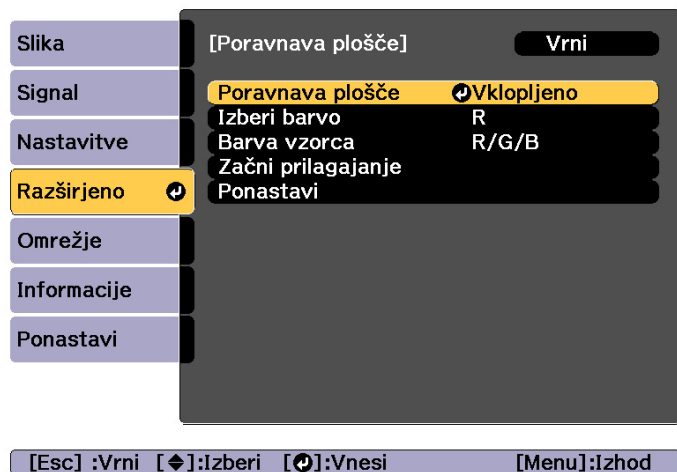 Slika
Signal
Nastavitve
Razširjeno
Omrežje
Informacije
Ponastavi
[Poravnava plošče] Vrni
Poravnava plošče Vklopljeno
Izberi barvo R
Barva vzorca R/G/B
Začni prilagajanje
Ponastavi
[Esc] :Vrni [◆]:Izberi [↵]:Vnesi [Menu]:Izhod